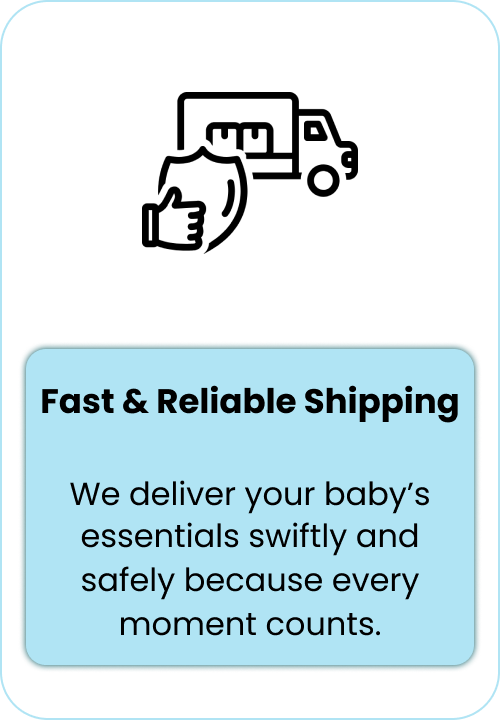 Fast & Reliable Shipping
We deliver your baby’s
essentials swiftly and
safely because every
moment counts.